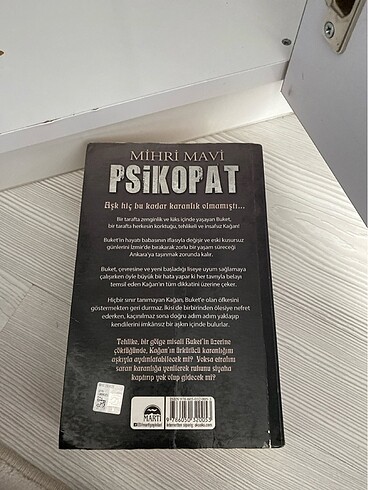 MİHRİ MAVİ
PSİKOPAT
Aşk hiç bu kadar karanlık olmamıştı...
Bir tarafta zenginlik ve lüks içinde yaşayan Buket,
bir tarafta herkesin korktuğu, tehlikeli ve insafsız Kağan!
Buket'in hayatı babasının iflasıyla değişir ve eski kusursuz
günlerini İzmir'de bırakarak zorlu bir yaşam süreceği
Ankara'ya taşınmak zorunda kalır.
Buket, çevresine ve yeni başladığı liseye uyum sağlamaya
çalışırken öyle büyük bir hata yapar ki her tavrıyla belayı
temsil eden Kağan'ın tüm dikkatini üzerine çeker.
Hiçbir sınır tanımayan Kağan, Buket'e olan öfkesini
göstermekten geri durmaz. İkisi de birbirinden ölesiye nefret
ederken, kaçınılmaz sona doğru adım adım yaklaşıp
kendilerini imkânsız bir aşkın içinde bulurlar.
Tehlike, bir gölge misali Buket'in üzerine
çöktüğünde, Kağan'ın ürkütücü karanlığını
aşkıyla aydınlatabilecek mi? Yoksa etrafını
saran karanlığa yenilerek ruhunu siyaha
kaptırıp yok olup gidecek mi?
MARTI